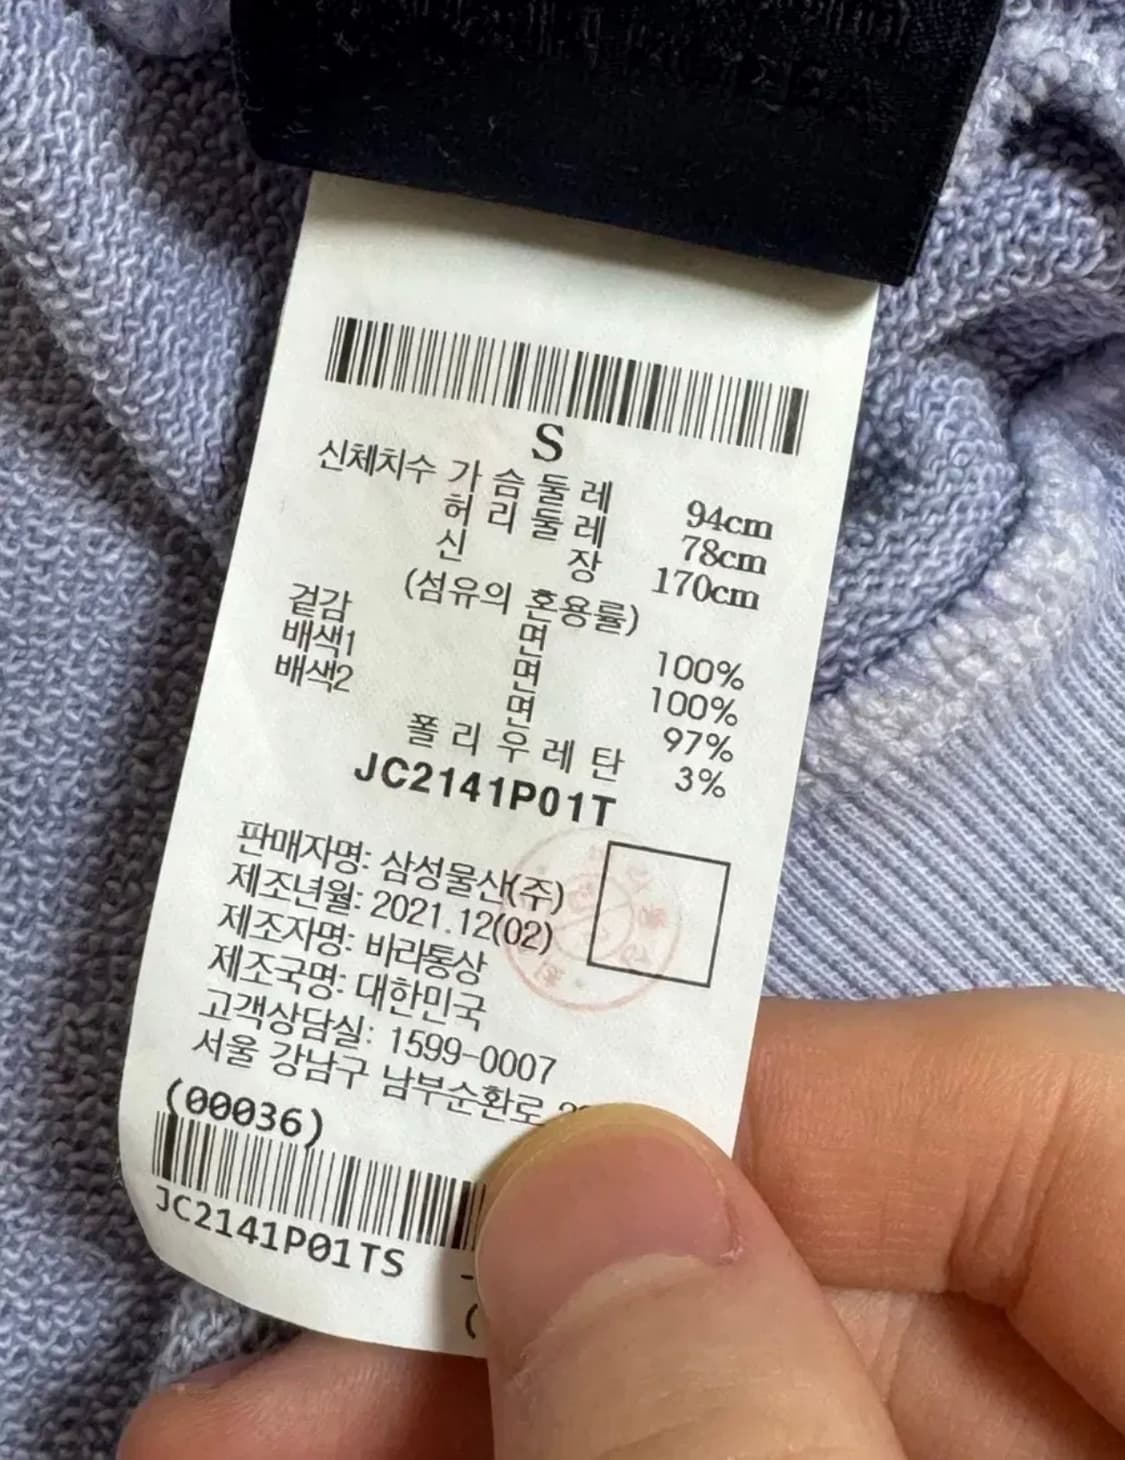 S
신체치수 가슴둘레 94cm
허리둘레 78cm
신장 170cm
(섬유의 혼용률)
겉감 면 100%
배색1 면 100%
배색2 면 97%
폴리우레탄 3%
JC2141P01T
판매자명: 삼성물산(주)
제조년월: 2021.12(02)
제조자명: 바라통상
제조국명: 대한민국
고객상담실: 1599-0007
서울 강남구 남부순환로
(00036)
JC2141P01TS